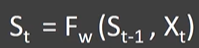 Sₜ = F_w (Sₜ₋₁ , Xₜ)